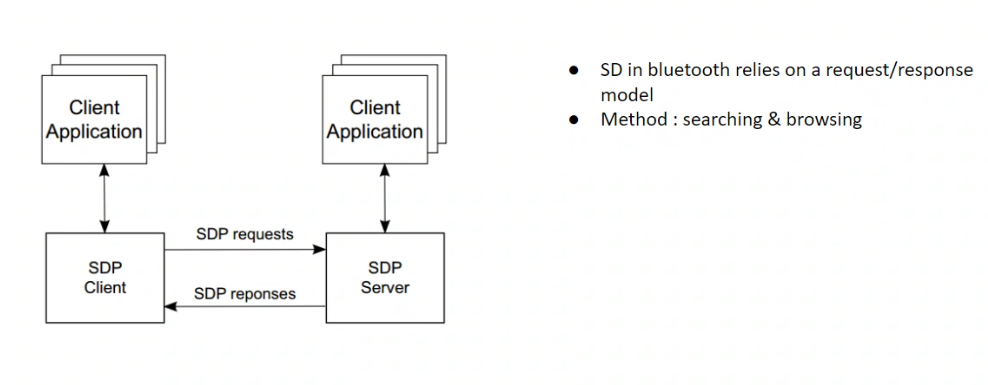 Client
Application
Client
Application
SDP requests
SDP
Client
SDP
Server
SDP reponses
● SD in bluetooth relies on a request/response
model
● Method : searching & browsing